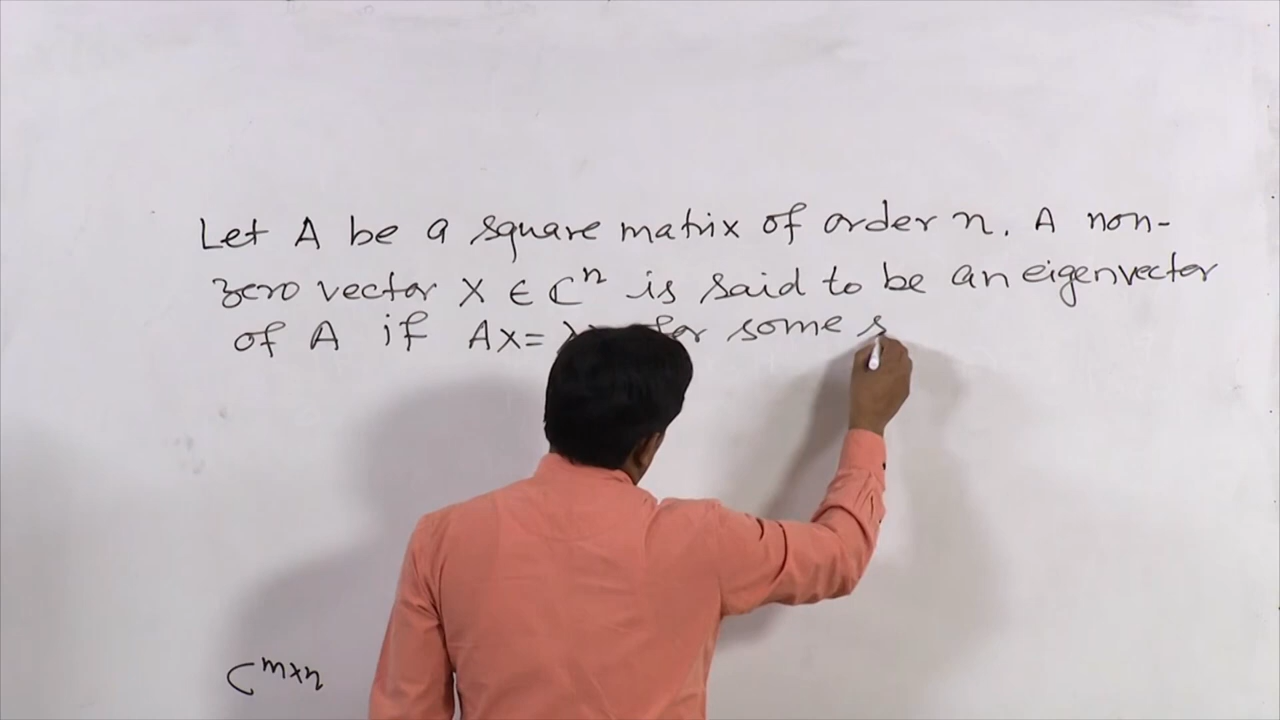 Let A be a square matrix of order n. A non-
zero vector X ∈ ℂⁿ is said to be an eigenvector
of A if AX= λ for some s
C^{m×n}